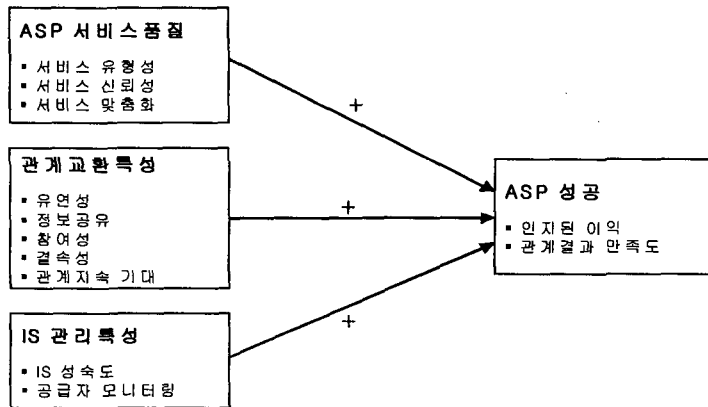 ASP 서비스품질
▪ 서비스 유형성
▪ 서비스 신뢰성
▪ 서비스 맞춤화
+
관계교환특성
▪ 유연성
▪ 정보공유
▪ 참여성
▪ 결속성
▪ 관계지속 기대
+
ASP 성공
▪ 인지된 이익
▪ 관계결과 만족도
IS 관리특성
▪ IS 성숙도
▪ 공급자 모니터링
+